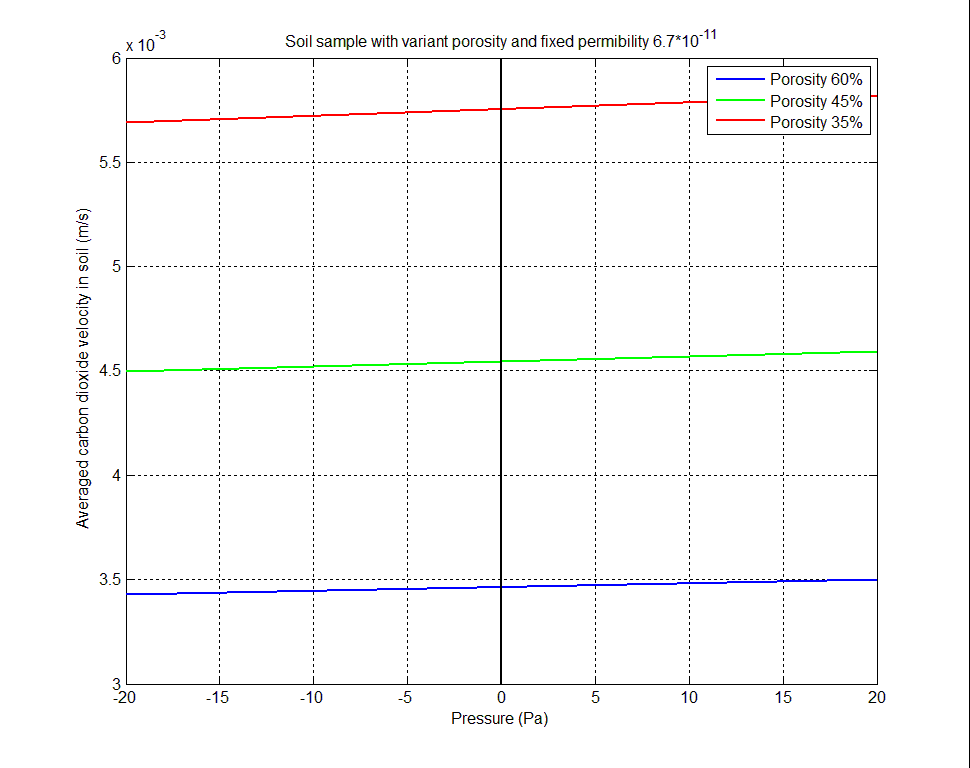 Soil sample with variant porosity and fixed permibility 6.7*10^-11
x 10^-3
6
5.5
5
4.5
4
3.5
3
Averaged carbon dioxide velocity in soil (m/s)
Porosity 60%
Porosity 45%
Porosity 35%
-20 -15 -10 -5 0 5 10 15 20
Pressure (Pa)